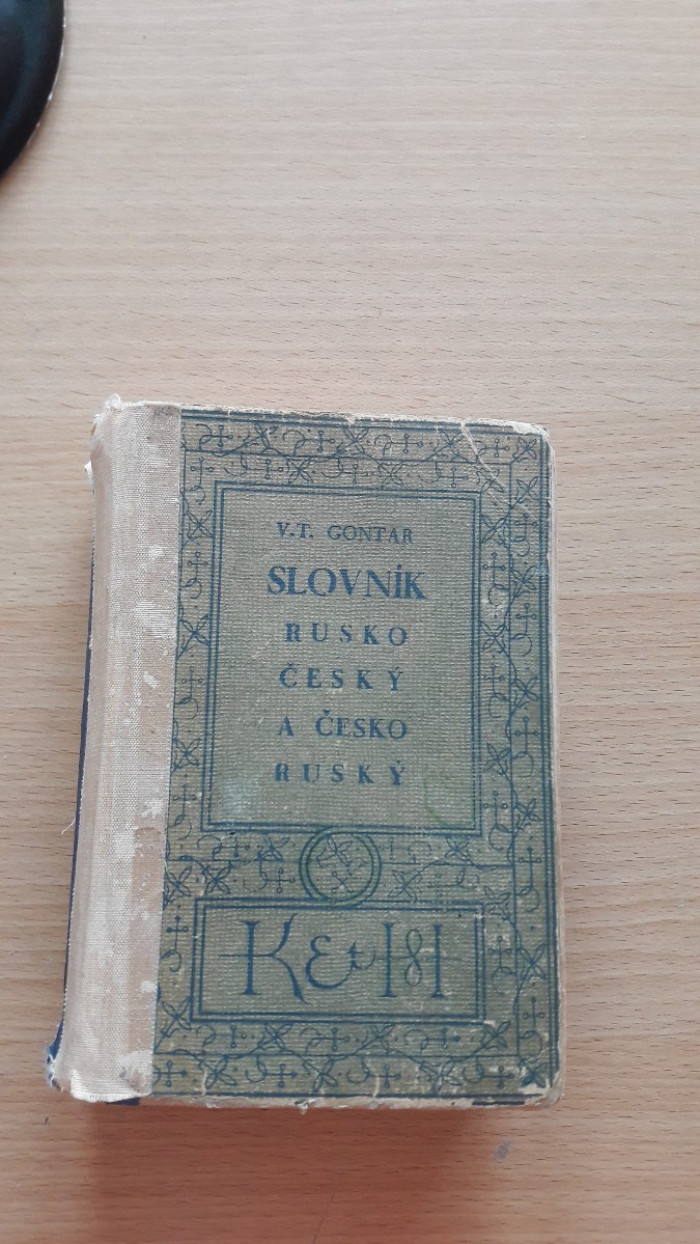 V.T. GONTAR
SLOVNÍK
RUSKO
ČESKÝ
A ČESKO
RUSKÝ